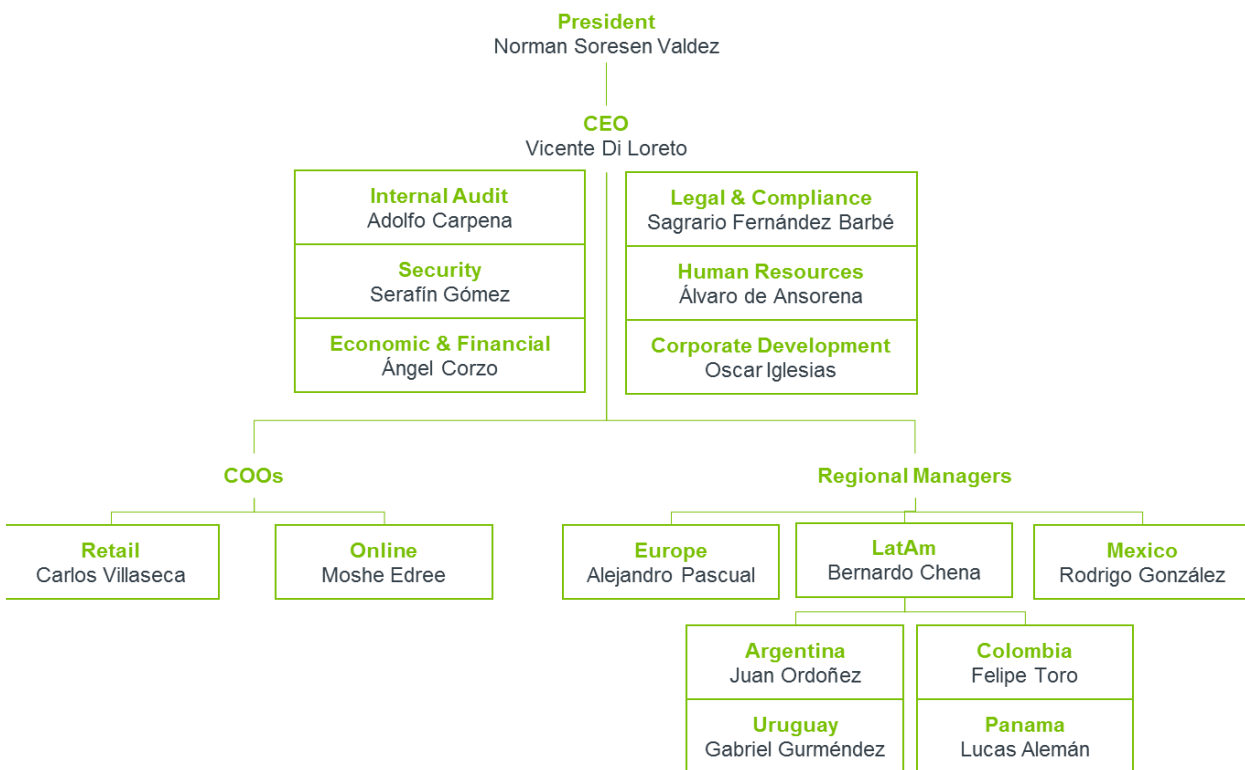 President
Norman Soresen Valdez
CEO
Vicente Di Loreto
Internal Audit
Adolfo Carpena
Legal & Compliance
Sagrario Fernández Barbé
Security
Serafín Gómez
Human Resources
Álvaro de Ansorena
Economic & Financial
Ángel Corzo
Corporate Development
Oscar Iglesias
COOs
Regional Managers
Retail
Carlos Villaseca
Online
Moshe Edree
Europe
Alejandro Pascual
LatAm
Bernardo Chena
Mexico
Rodrigo González
Argentina
Juan Ordoñez
Colombia
Felipe Toro
Uruguay
Gabriel Gurméndez
Panama
Lucas Alemán